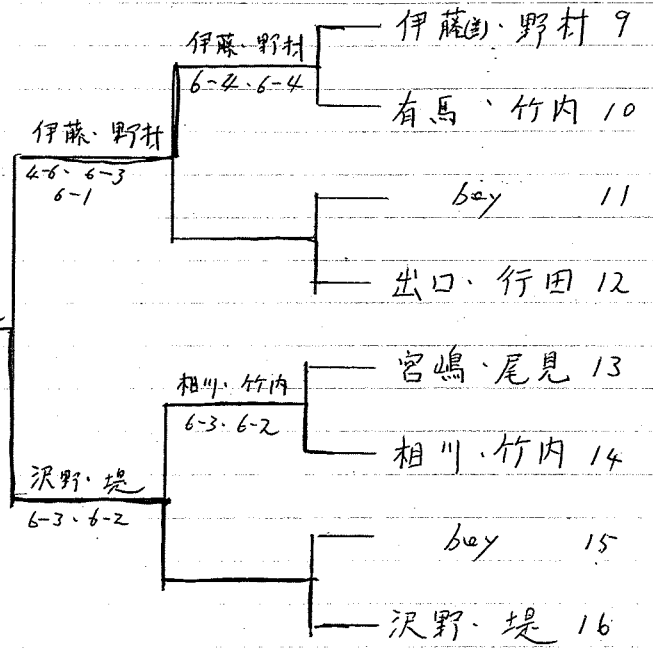 伊藤(圭)・野村 9
伊藤・野村
6-4・6-4
有馬・竹内 10
伊藤・野村
4-6・6-3
6-1
bey 11
出口・行田 12
宮嶋・尾見 13
相川・竹内
6-3・6-2
相川・竹内 14
沢野・堤
6-3・6-2
bey 15
沢野・堤 16